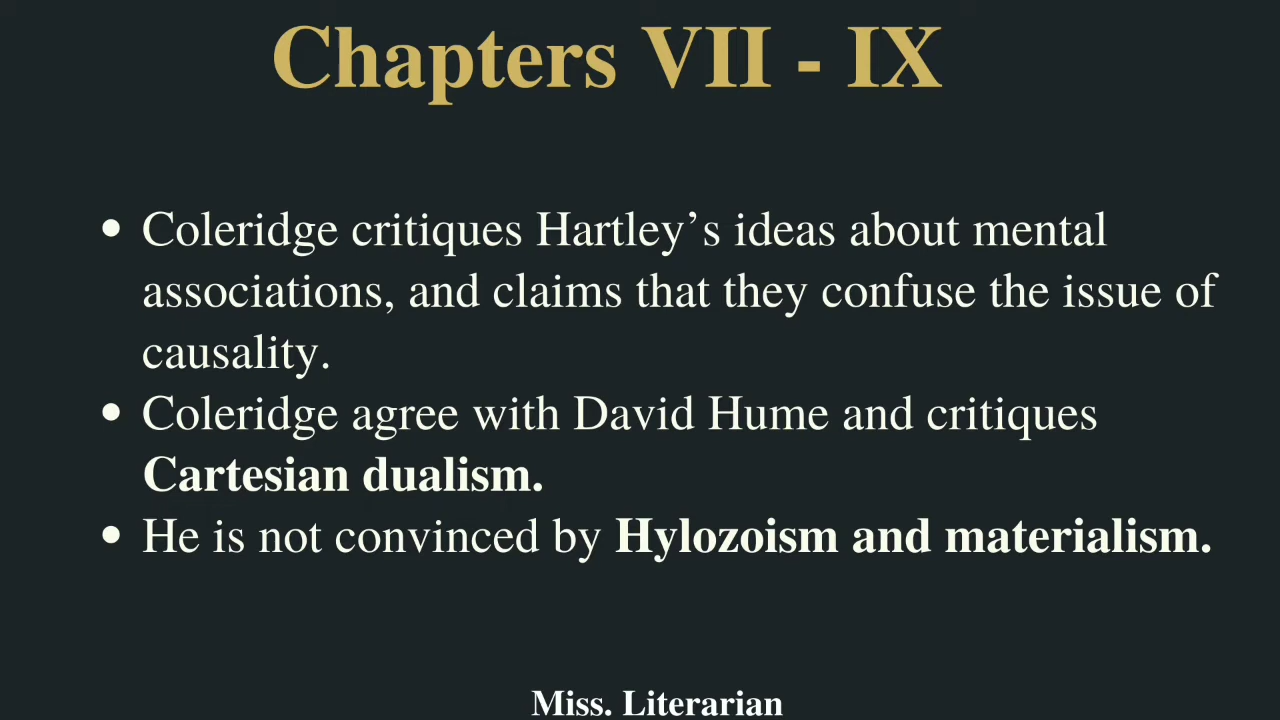 Chapters VII - IX
• Coleridge critiques Hartley’s ideas about mental
associations, and claims that they confuse the issue of
causality.
• Coleridge agree with David Hume and critiques
Cartesian dualism.
• He is not convinced by Hylozoism and materialism.
Miss. Literarian